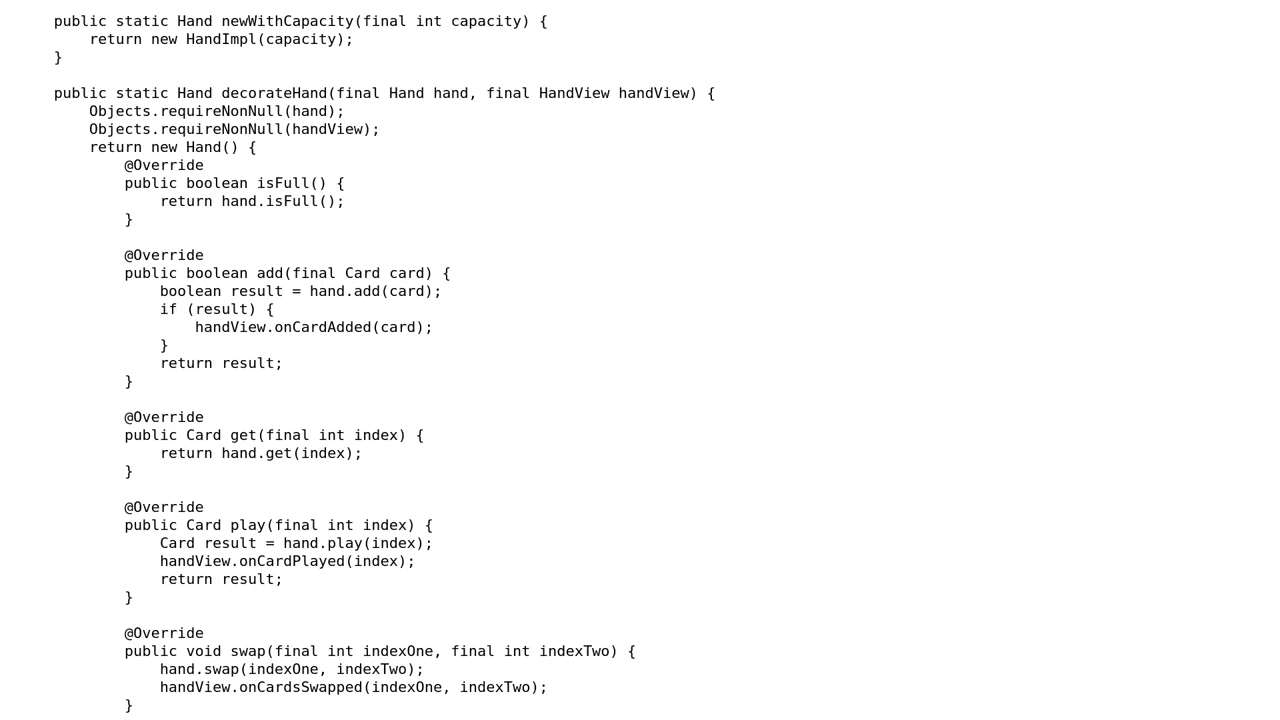 public static Hand newWithCapacity(final int capacity) {
    return new HandImpl(capacity);
}

public static Hand decorateHand(final Hand hand, final HandView handView) {
    Objects.requireNonNull(hand);
    Objects.requireNonNull(handView);
    return new Hand() {
        @Override
        public boolean isFull() {
            return hand.isFull();
        }

        @Override
        public boolean add(final Card card) {
            boolean result = hand.add(card);
            if (result) {
                handView.onCardAdded(card);
            }
            return result;
        }

        @Override
        public Card get(final int index) {
            return hand.get(index);
        }

        @Override
        public Card play(final int index) {
            Card result = hand.play(index);
            handView.onCardPlayed(index);
            return result;
        }

        @Override
        public void swap(final int indexOne, final int indexTwo) {
            hand.swap(indexOne, indexTwo);
            handView.onCardsSwapped(indexOne, indexTwo);
        }